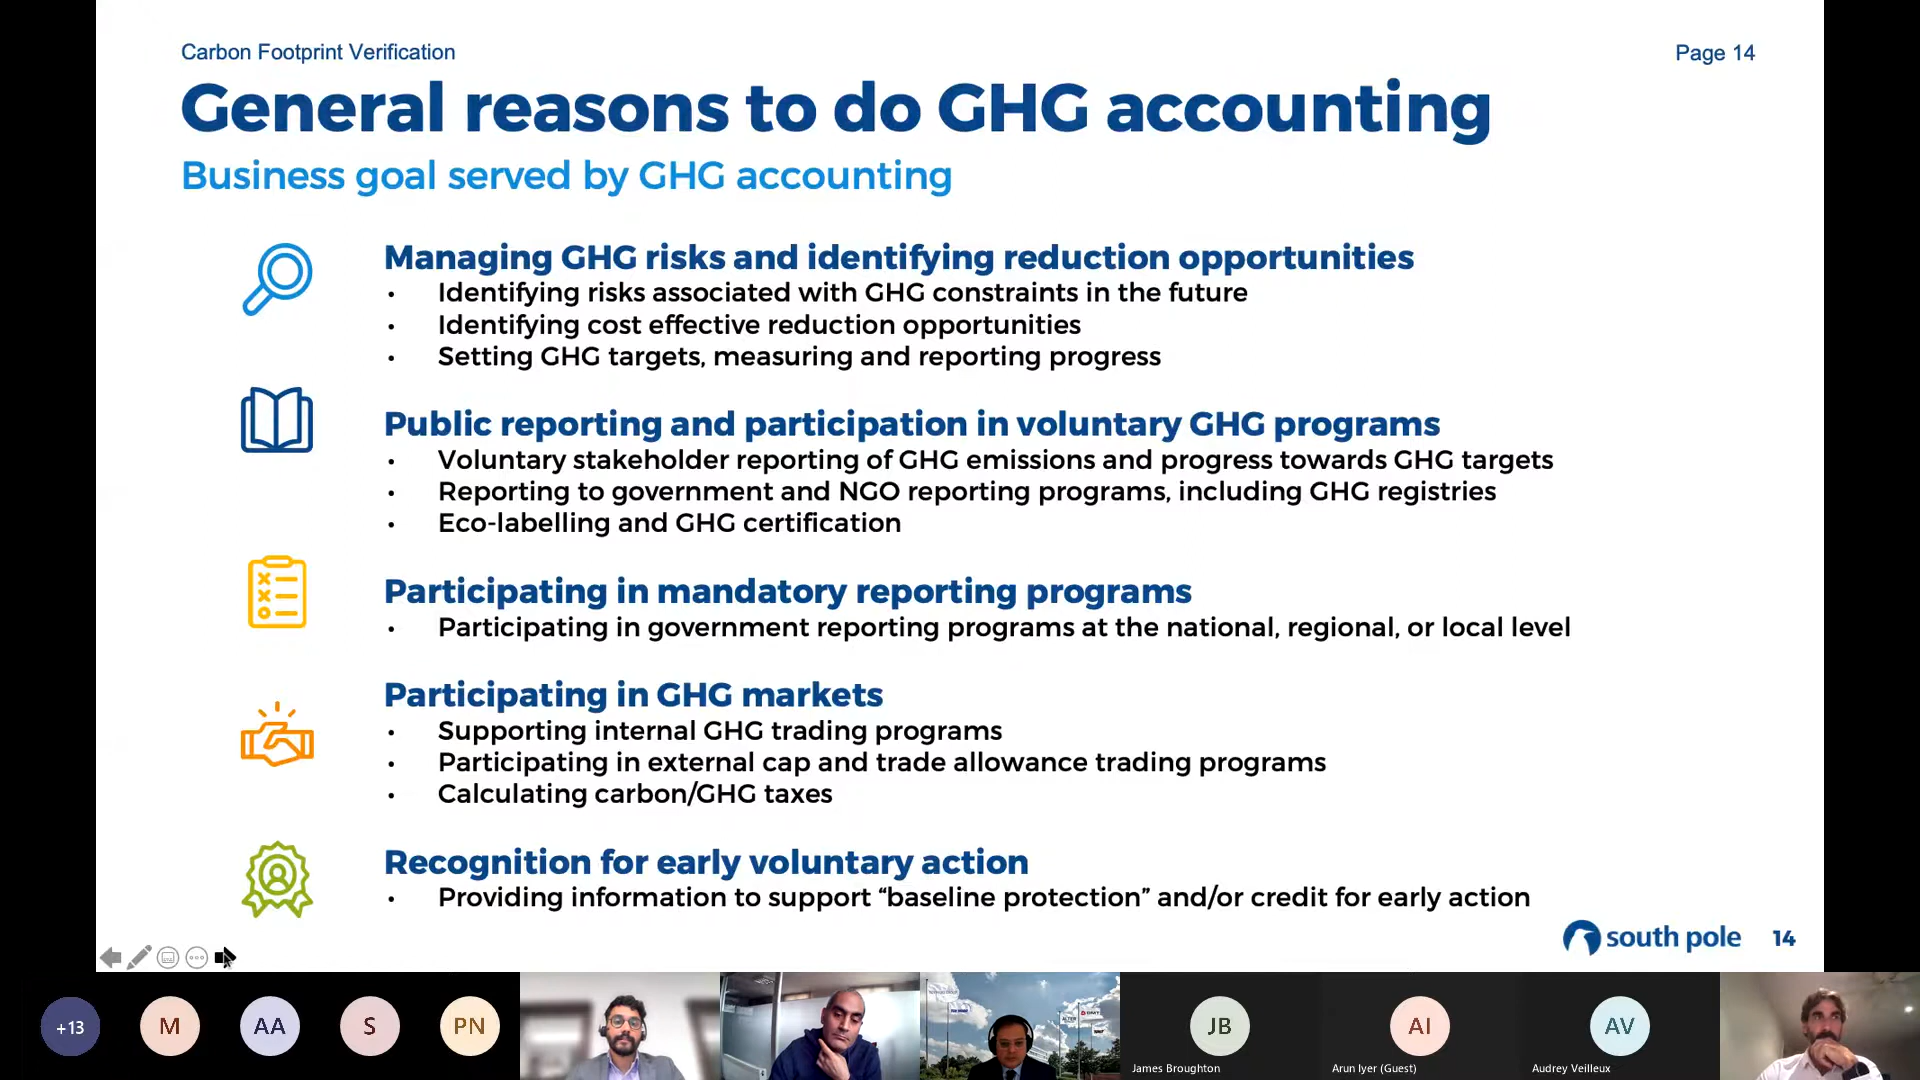 Carbon Footprint Verification
Page 14
General reasons to do GHG accounting
Business goal served by GHG accounting
Managing GHG risks and identifying reduction opportunities
• Identifying risks associated with GHG constraints in the future
• Identifying cost effective reduction opportunities
• Setting GHG targets, measuring and reporting progress
Public reporting and participation in voluntary GHG programs
• Voluntary stakeholder reporting of GHG emissions and progress towards GHG targets
• Reporting to government and NGO reporting programs, including GHG registries
• Eco-labelling and GHG certification
Participating in mandatory reporting programs
• Participating in government reporting programs at the national, regional, or local level
Participating in GHG markets
• Supporting internal GHG trading programs
• Participating in external cap and trade allowance trading programs
• Calculating carbon/GHG taxes
Recognition for early voluntary action
• Providing information to support “baseline protection” and/or credit for early action
south pole 14
+13
M
AA
S
PN
JB
James Broughton
AI
Arun Iyer (Guest)
AV
Audrey Veilleux